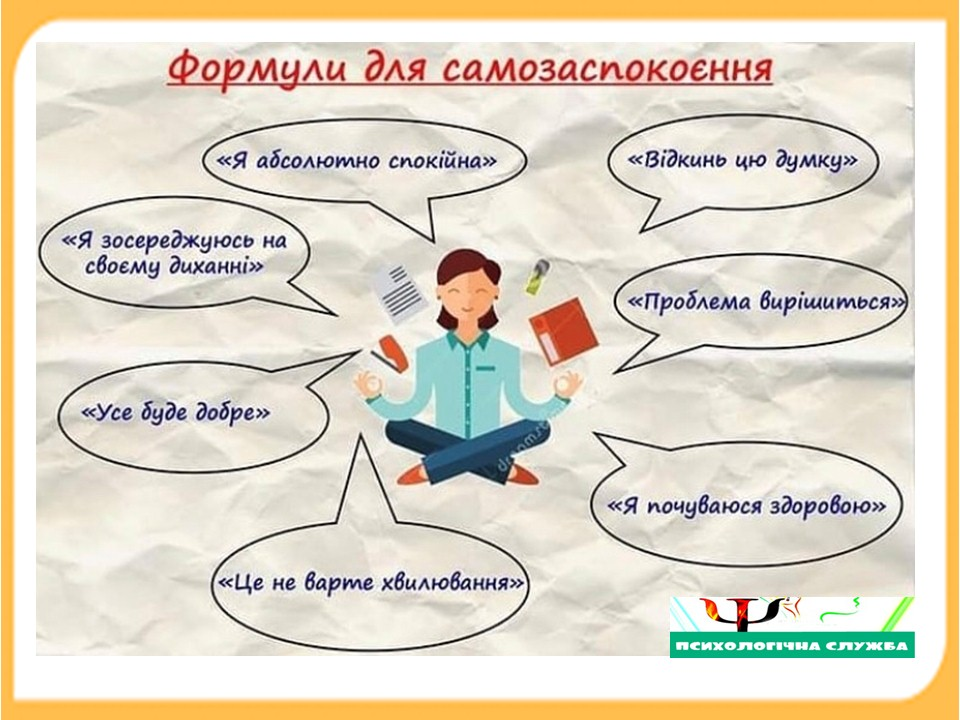 Формули для самозаспокоєння
«Я абсолютно спокійна»
«Відкинь цю думку»
«Я зосереджуюсь на
своєму диханні»
«Проблема вирішиться»
«Усе буде добре»
«Я почуваюся здоровою»
«Це не варте хвилювання»
ПСИХОЛОГІЧНА СЛУЖБА